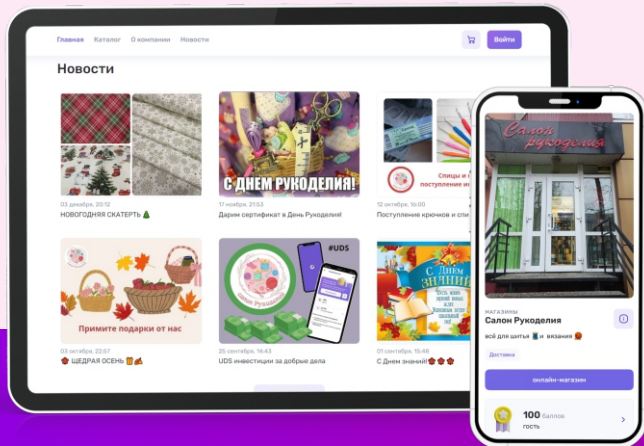 Главная Каталог О компании Новости
Войти
Новости
С ДНЕМ РУКОДЕЛИЯ!
Спицы и
поступление
03 декабря, 20:12
НОВОГОДНЯЯ СКАТЕРТЬ
17 ноября, 21:53
Дарим сертификат в День Рукоделия!
12 октября, 16:00
Поступление крючков и спи
Примите подарки от нас
#UDS
Салон Рукоделия
С Днем
ЗНАНИЙ
03 октября, 22:57
ЩЕДРАЯ ОСЕНЬ
25 сентября, 14:43
UDS инвестиции за добрые дела
01 сентября, 15:48
С Днем знаний!
Салон
рукоделия
МАГАЗИНЫ
Салон Рукоделия
всё для шитья и вязания
Доставка
онлайн-магазин
100 баллов
гость